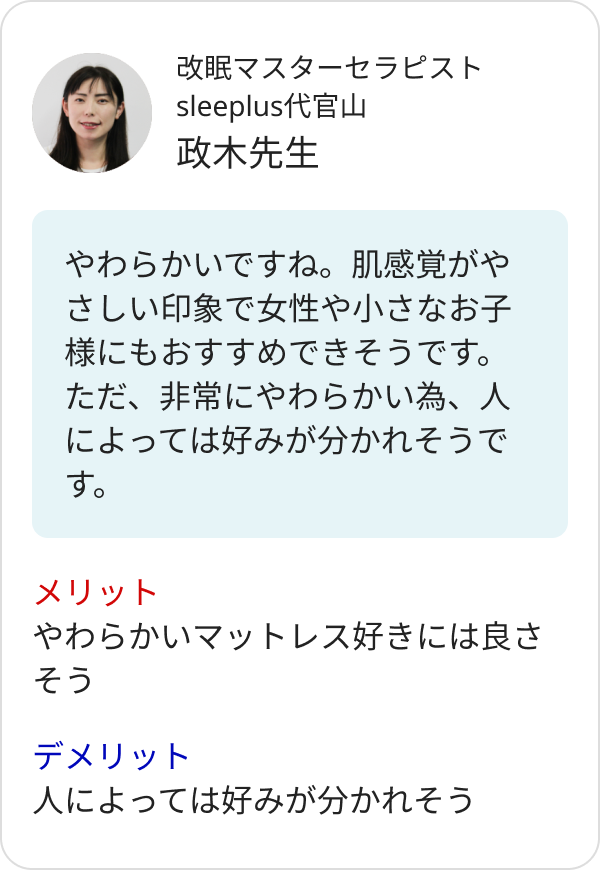 改眠マスターセラピスト
sleeplus代官山
政木先生
やわらかいですね。肌感覚がや
さしい印象で女性や小さなお子
様にもおすすめできそうです。
ただ、非常にやわらかい為、人
によっては好みが分かれそうで
す。
メリット
やわらかいマットレス好きには良さ
そう
デメリット
人によっては好みが分かれそう